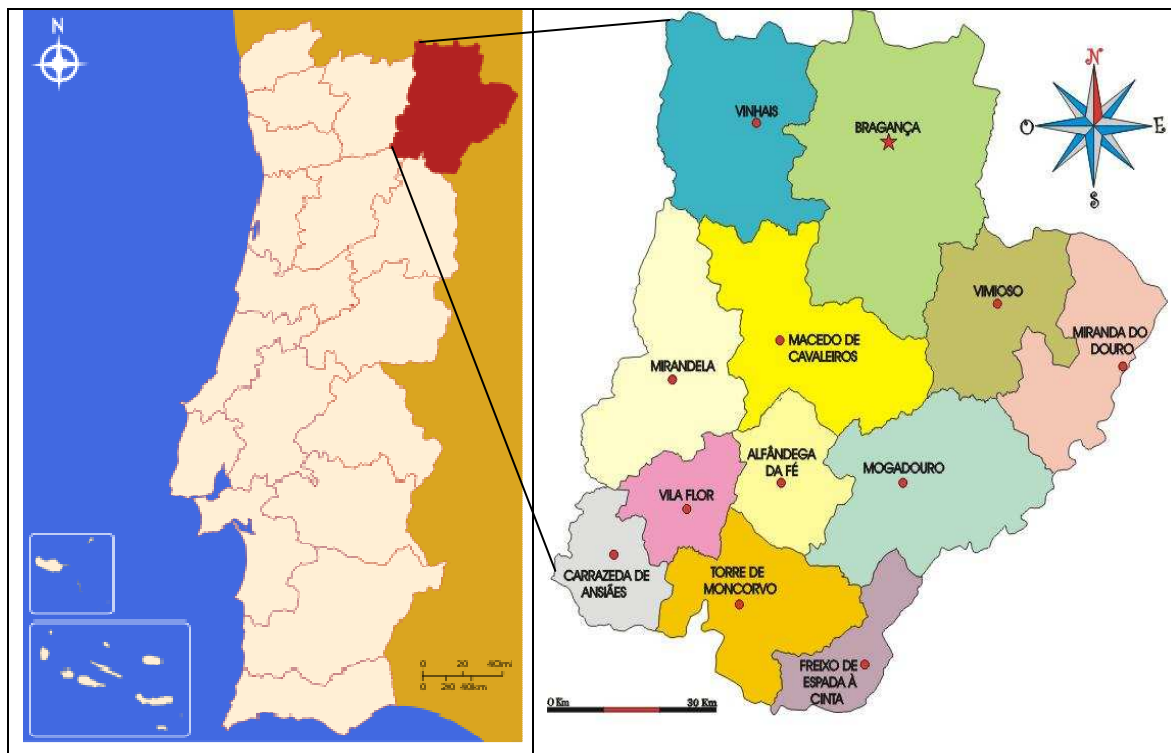 N
0 20 40mi
0 20 40km
N
O
E
S
VINHAIS
BRAGANÇA
VIMIOSO
MIRANDA DO
DOURO
MACEDO DE
CAVALEIROS
MIRANDELA
ALFÂNDEGA
DA FÉ
MOGADOURO
VILA FLOR
CARRAZEDA DE
ANSIÃES
TORRE DE
MONCORVO
FREIXO DE
ESPADA À
CINTA
0 Km
30 Km